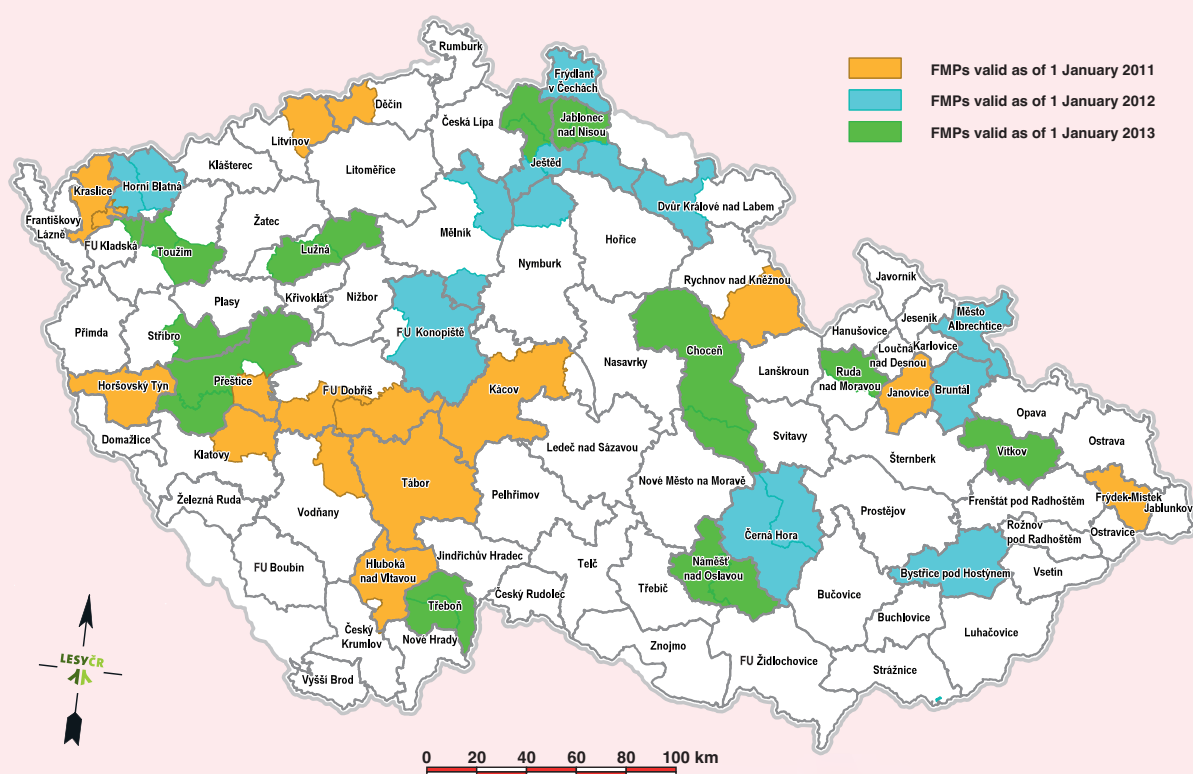 Rumburk
Frýdlant
v Čechách
FMPs valid as of 1 January 2011
FMPs valid as of 1 January 2012
FMPs valid as of 1 January 2013
Děčín
Česká Lípa
Jablonec
nad Nisou
Litvínov
Klášterec
Litoměřice
Ještěd
Kraslice
Horní Blatná
Dvůr Králové nad Labem
Františkovy
Lázně
FU Kladská
Žatec
Mělník
Hořice
Toužim
Lužná
Nymburk
Rychnov nad Kněžnou
Javorník
Plasy
Křivoklát
Nižbor
Přimda
Stříbro
FU Konopiště
Choceň
Hanušovice
Jeseník
Město
Albrechtice
Loučná
nad Desnou
Karlovice
Nasavrky
Lanškroun
Ruda
nad Moravou
Janovice
Bruntál
Horšovský Týn
Přeštice
FU Dobříš
Kácov
Opava
Ostrava
Domažlice
Klatovy
Ledeč nad Sázavou
Svitavy
Šternberk
Vítkov
Železná Ruda
Vodňany
Tábor
Pelhřimov
Nové Město na Moravě
Prostějov
Frenštát pod Radhoštěm
Frýdek-Místek
Jablunkov
Rožnov
pod Radhoštěm
Ostravice
Černá Hora
FU Boubín
Hluboká
nad Vltavou
Jindřichův Hradec
Telč
Třebíč
Náměšť
nad Oslavou
Bystřice pod Hostýnem
Vsetín
Český Rudolec
Bučovice
Buchlovice
Třeboň
Český
Krumlov
Nové Hrady
Znojmo
FU Židlochovice
Luhačovice
Strážnice
Vyšší Brod
LESY ČR
0 20 40 60 80 100 km